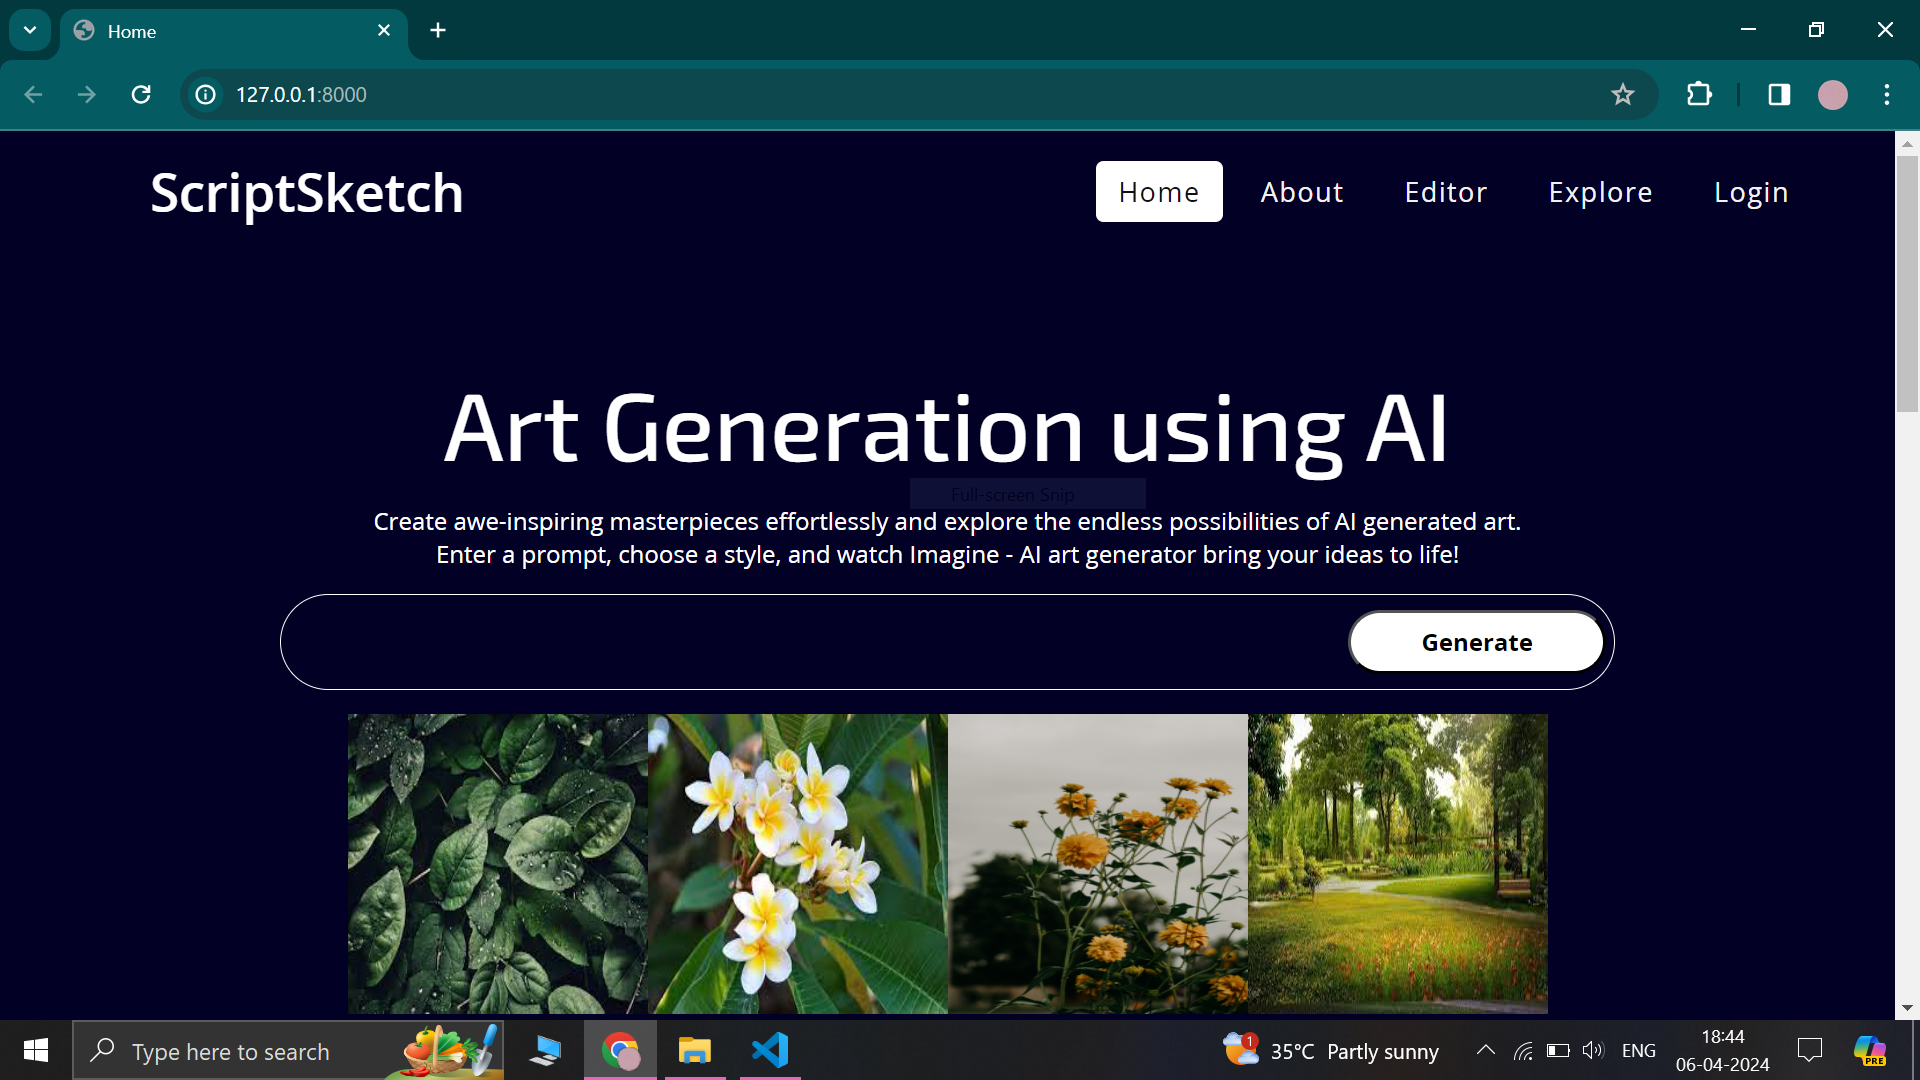 Home
127.0.0.1:8000
ScriptSketch
Home About Editor Explore Login
Art Generation using AI
Full-screen Snip
Create awe-inspiring masterpieces effortlessly and explore the endless possibilities of AI generated art.
Enter a prompt, choose a style, and watch Imagine - AI art generator bring your ideas to life!
Generate
Type here to search
1
35°C Partly sunny
ENG
18:44
06-04-2024
PRE